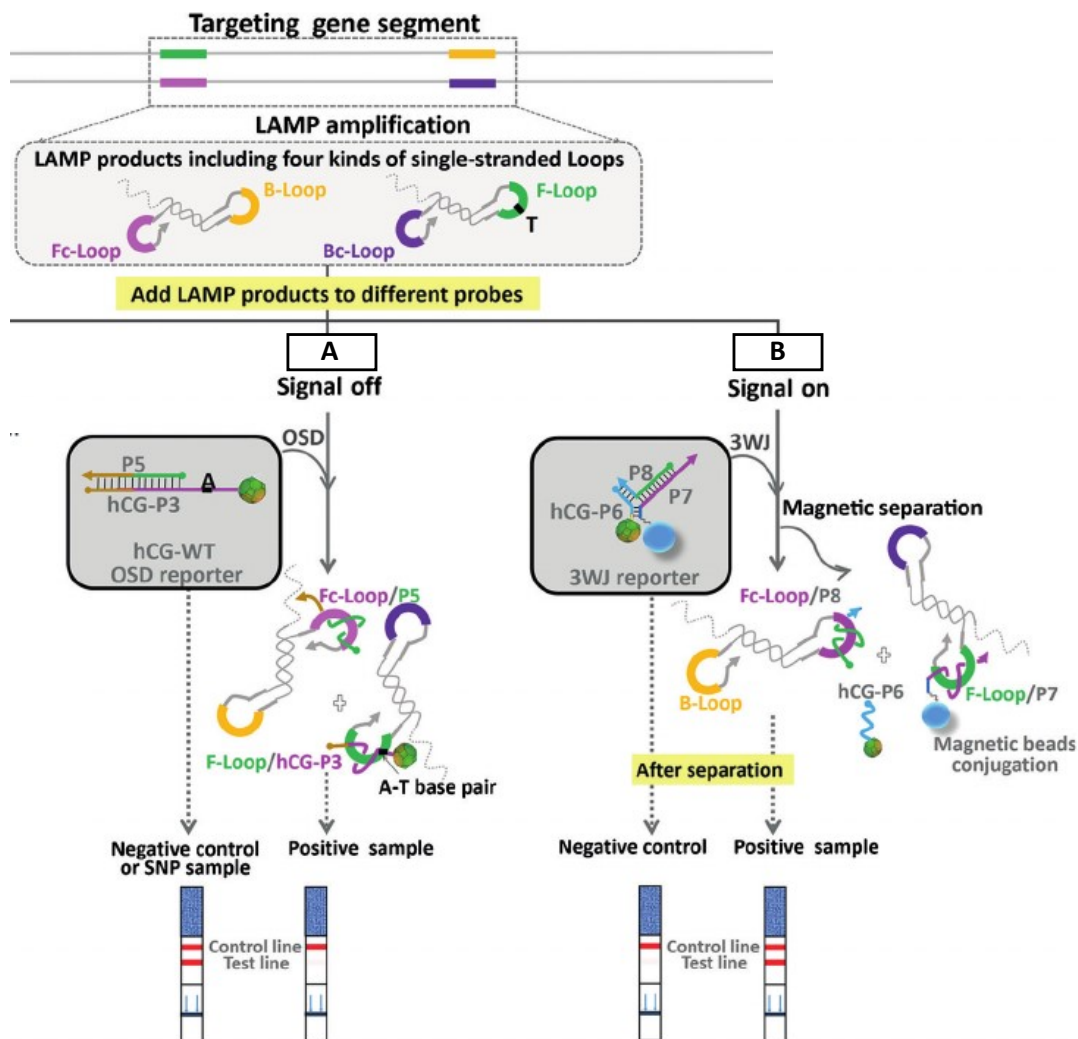 Targeting gene segment
LAMP amplification
LAMP products including four kinds of single-stranded Loops
B-Loop
F-Loop
T
Fc-Loop
Bc-Loop
Add LAMP products to different probes
A
B
Signal off
Signal on
OSD
3WJ
P5
A
hCG-P3
hCG-WT
OSD reporter
P8
P7
hCG-P6
3WJ reporter
Magnetic separation
Fc-Loop/P5
Fc-Loop/P8
B-Loop
hCG-P6
F-Loop/P7
F-Loop/hCG-P3
A-T base pair
After separation
Magnetic beads
conjugation
Negative control
or SNP sample
Positive sample
Negative control
Positive sample
Control line
Test line
Control line
Test line